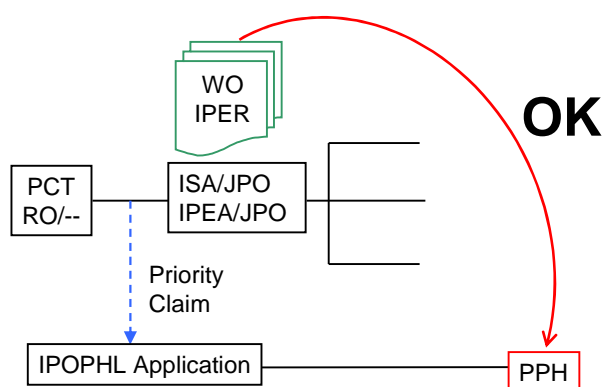 WO
IPER
OK
PCT
RO/--
ISA/JPO
IPEA/JPO
Priority
Claim
IPOPHL Application
PPH